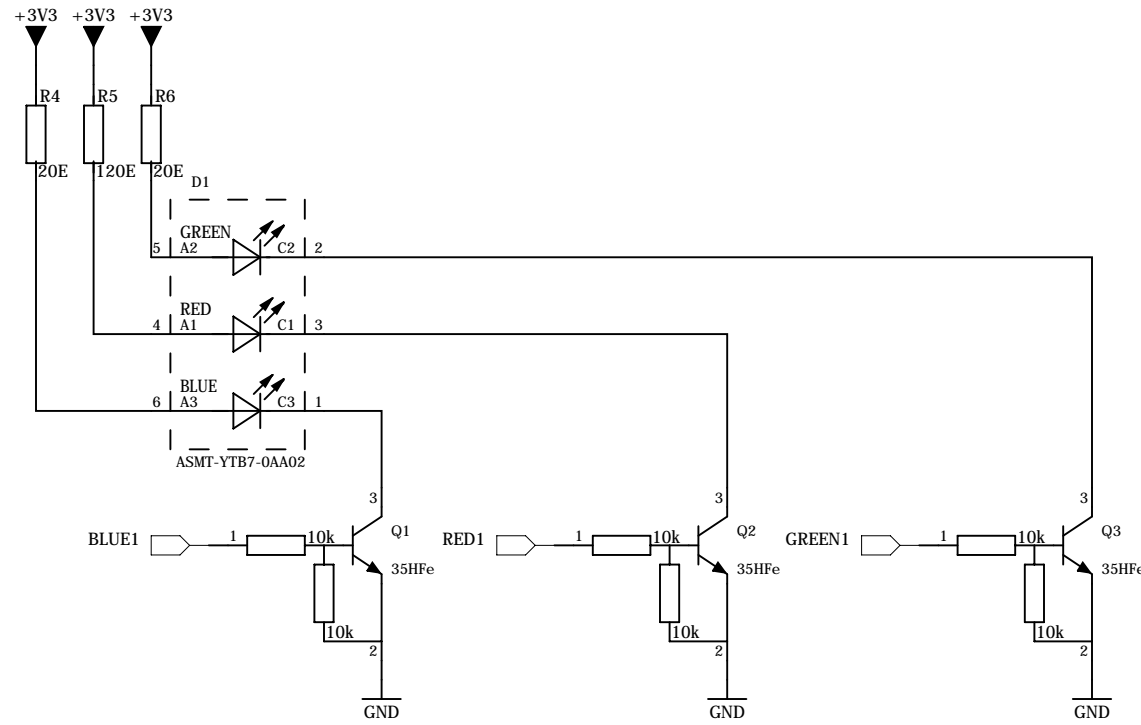 +3V3 +3V3 +3V3
R4 R5 R6
20E 120E 20E
D1
GREEN
5 A2 C2 2
RED
4 A1 C1 3
BLUE
6 A3 C3 1
ASMT-YTB7-0AA02
3 3 3
BLUE1 1 10k Q1 RED1 1 10k Q2 GREEN1 1 10k Q3
35HFe 35HFe 35HFe
10k 10k 10k
2 2 2
GND GND GND